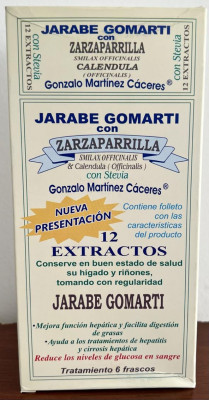 JARABE GOMARTI
con
ZARZAPARRILLA
SMILAX OFFICINALIS
CALENDULA
( OFFICINALIS )
Gonzalo Martínez Cáceres®
12 EXTRACTOS
con Stevia
con Stevia
12 EXTRACTOS
JARABE GOMARTI
con
ZARZAPARRILLA
SMILAX OFFICINALIS
& Calendula ( Officinalis )
con Stevia
Gonzalo Martínez Cáceres®
NUEVA
PRESENTACIÓN
Contiene folleto
con las
características
del producto
12
EXTRACTOS
Conserve en buen estado de salud
su hígado y riñones,
tomando con regularidad
JARABE GOMARTI
•Mejora función hepática y facilita digestión
de grasas
•Ayuda a los tratamientos de hepatitis y
cirrosis hepática
Reduce los niveles de glucosa en sangre
Tratamiento 6 frascos